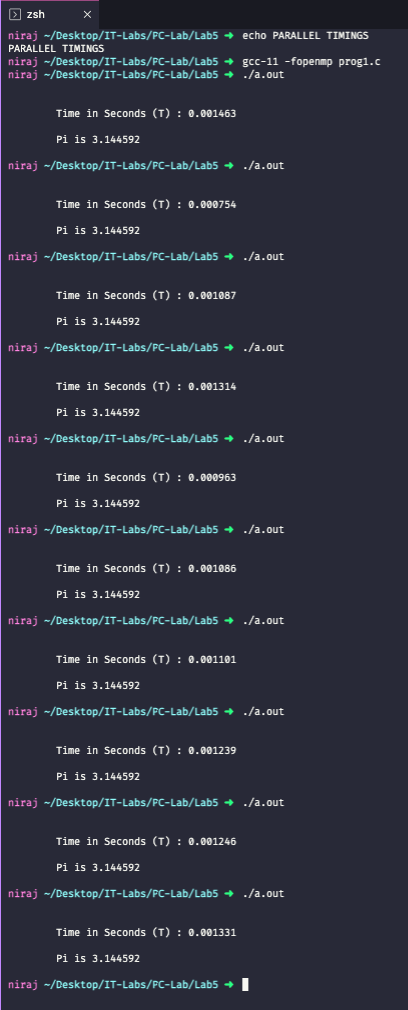 zsh
niraj ~/Desktop/IT-Labs/PC-Lab/Lab5 ➜ echo PARALLEL TIMINGS
PARALLEL TIMINGS
niraj ~/Desktop/IT-Labs/PC-Lab/Lab5 ➜ gcc-11 -fopenmp prog1.c
niraj ~/Desktop/IT-Labs/PC-Lab/Lab5 ➜ ./a.out
Time in Seconds (T) : 0.001463
Pi is 3.144592
niraj ~/Desktop/IT-Labs/PC-Lab/Lab5 ➜ ./a.out
Time in Seconds (T) : 0.000754
Pi is 3.144592
niraj ~/Desktop/IT-Labs/PC-Lab/Lab5 ➜ ./a.out
Time in Seconds (T) : 0.001087
Pi is 3.144592
niraj ~/Desktop/IT-Labs/PC-Lab/Lab5 ➜ ./a.out
Time in Seconds (T) : 0.001314
Pi is 3.144592
niraj ~/Desktop/IT-Labs/PC-Lab/Lab5 ➜ ./a.out
Time in Seconds (T) : 0.000963
Pi is 3.144592
niraj ~/Desktop/IT-Labs/PC-Lab/Lab5 ➜ ./a.out
Time in Seconds (T) : 0.001086
Pi is 3.144592
niraj ~/Desktop/IT-Labs/PC-Lab/Lab5 ➜ ./a.out
Time in Seconds (T) : 0.001101
Pi is 3.144592
niraj ~/Desktop/IT-Labs/PC-Lab/Lab5 ➜ ./a.out
Time in Seconds (T) : 0.001239
Pi is 3.144592
niraj ~/Desktop/IT-Labs/PC-Lab/Lab5 ➜ ./a.out
Time in Seconds (T) : 0.001246
Pi is 3.144592
niraj ~/Desktop/IT-Labs/PC-Lab/Lab5 ➜ ./a.out
Time in Seconds (T) : 0.001331
Pi is 3.144592
niraj ~/Desktop/IT-Labs/PC-Lab/Lab5 ➜